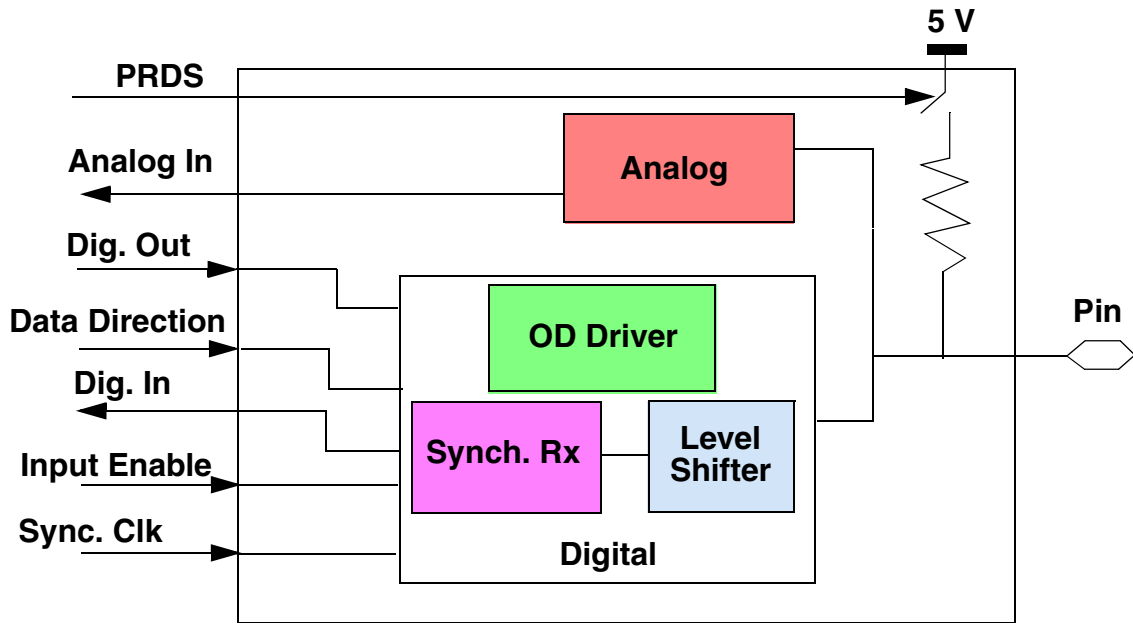 5 V
PRDS
Analog In
Analog
Dig. Out
Data Direction
OD Driver
Pin
Dig. In
Synch. Rx
Level
Shifter
Input Enable
Sync. Clk
Digital